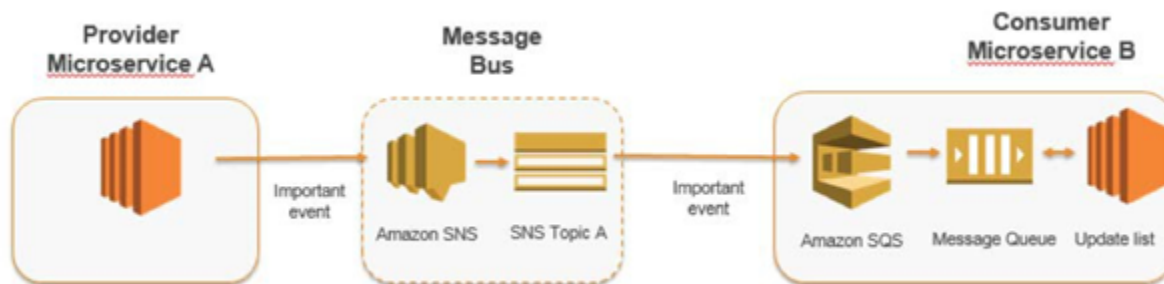 Provider
Microservice A
Message
Bus
Consumer
Microservice B
Important
event
Amazon SNS
SNS Topic A
Important
event
Amazon SQS
Message Queue
Update list